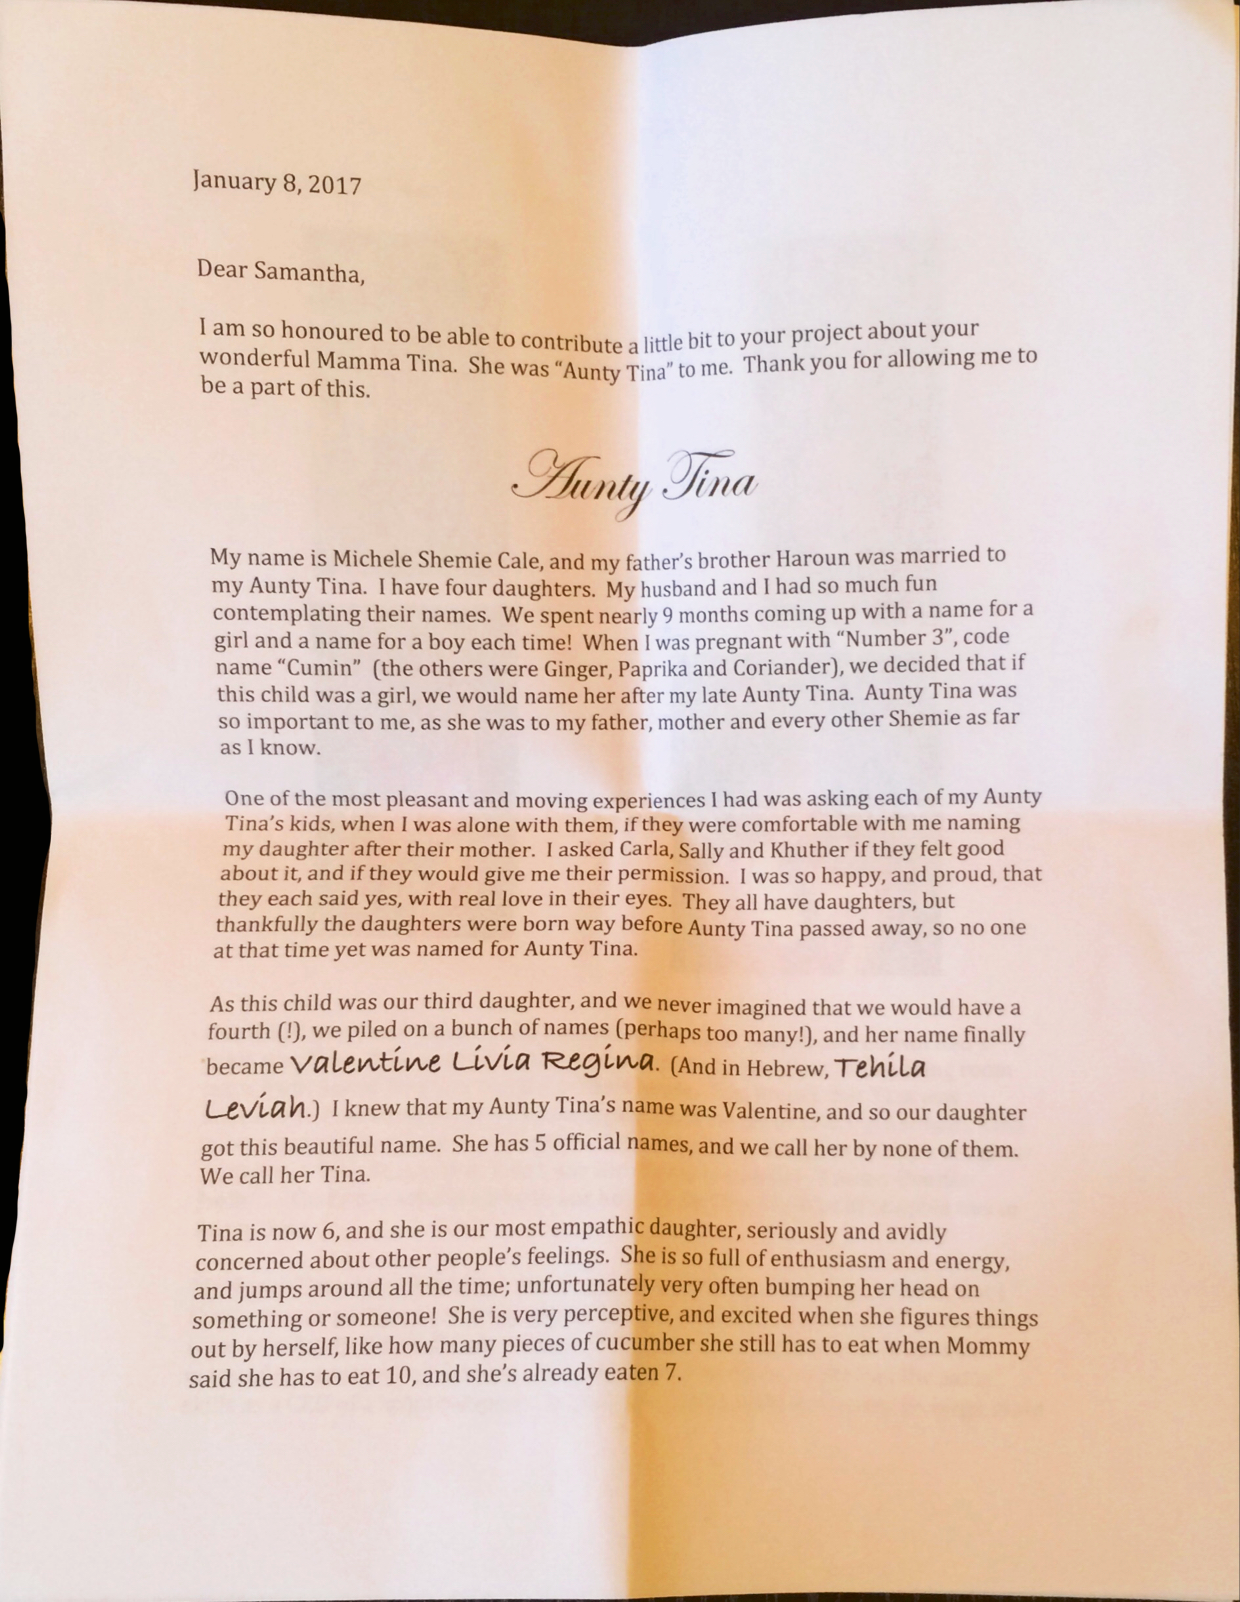 January 8, 2017
Dear Samantha,
I am so honoured to be able to contribute a little bit to your project about your
wonderful Mamma Tina.  She was “Aunty Tina” to me.  Thank you for allowing me to
be a part of this.
Aunty Tina
My name is Michele Shemie Cale, and my father’s brother Haroun was married to
my Aunty Tina.  I have four daughters.  My husband and I had so much fun
contemplating their names.  We spent nearly 9 months coming up with a name for a
girl and a name for a boy each time!  When I was pregnant with “Number 3”, code
name “Cumin”  (the others were Ginger, Paprika and Coriander), we decided that if
this child was a girl, we would name her after my late Aunty Tina.  Aunty Tina was
so important to me, as she was to my father, mother and every other Shemie as far
as I know.
One of the most pleasant and moving experiences I had was asking each of my Aunty
Tina’s kids, when I was alone with them, if they were comfortable with me naming
my daughter after their mother.  I asked Carla, Sally and Khuther if they felt good
about it, and if they would give me their permission.  I was so happy, and proud, that
they each said yes, with real love in their eyes.  They all have daughters, but
thankfully the daughters were born way before Aunty Tina passed away, so no one
at that time yet was named for Aunty Tina.
As this child was our third daughter, and we never imagined that we would have a
fourth (!), we piled on a bunch of names (perhaps too many!), and her name finally
became Valentine Livia Regina.  (And in Hebrew, Tehila
Leviah.)  I knew that my Aunty Tina’s name was Valentine, and so our daughter
got this beautiful name.  She has 5 official names, and we call her by none of them.
We call her Tina.
Tina is now 6, and she is our most empathic daughter, seriously and avidly
concerned about other people’s feelings.  She is so full of enthusiasm and energy,
and jumps around all the time; unfortunately very often bumping her head on
something or someone!  She is very perceptive, and excited when she figures things
out by herself, like how many pieces of cucumber she still has to eat when Mommy
said she has to eat 10, and she’s already eaten 7.